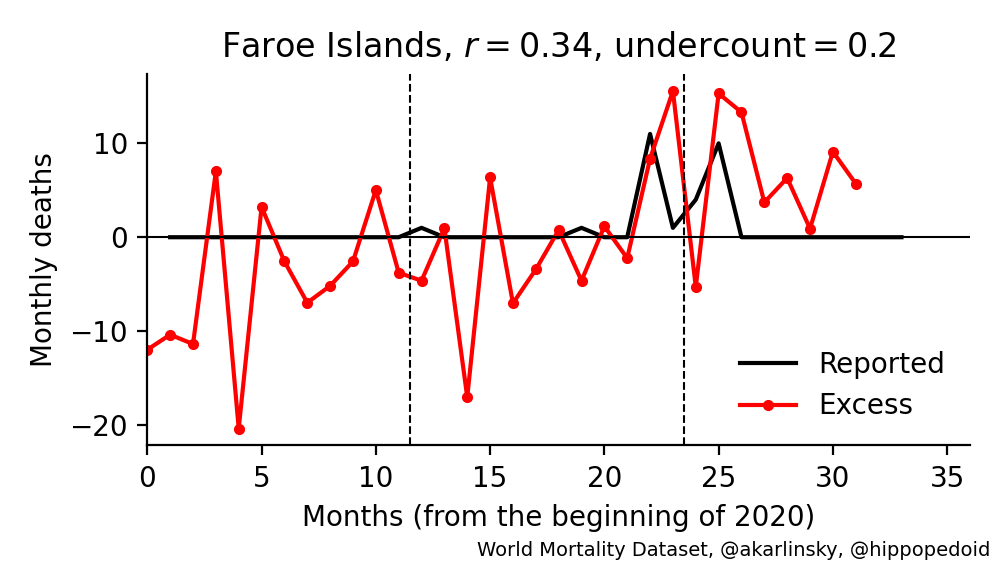 Faroe Islands, r = 0.34, undercount = 0.2
Monthly deaths
10
0
−10
−20
Reported
Excess
0 5 10 15 20 25 30 35
Months (from the beginning of 2020)
World Mortality Dataset, @akarlinsky, @hippopedoid